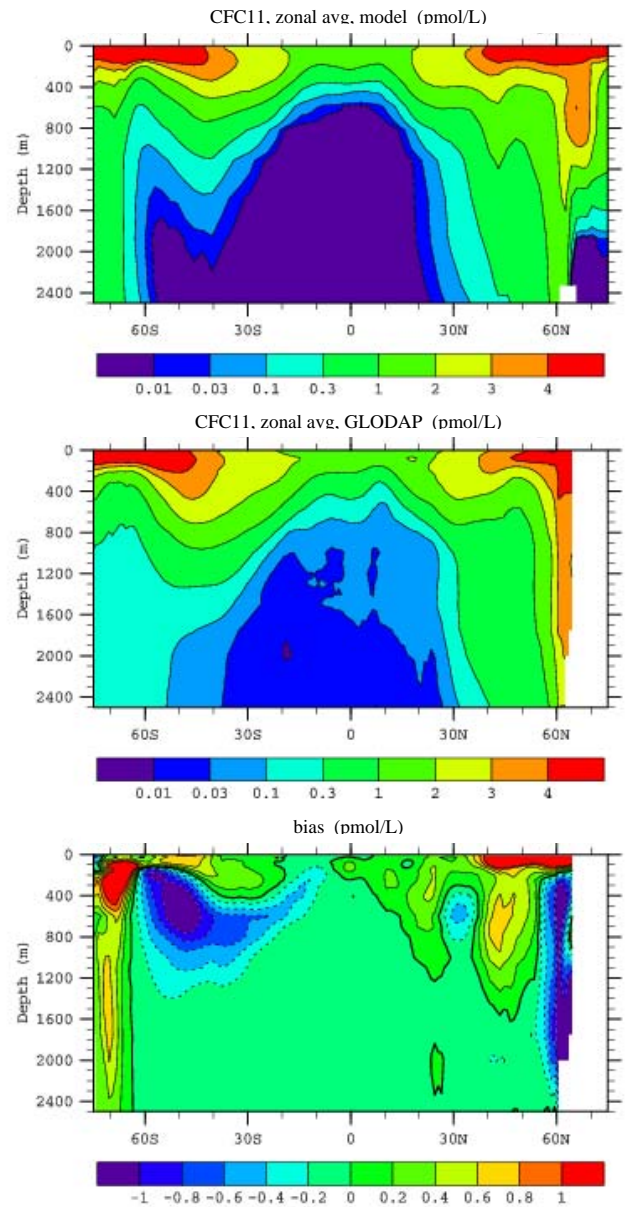 CFC11, zonal avg, model (pmol/L)
0
400
800
1200
1600
2000
2400
Depth (m)
60S 30S 0 30N 60N
0.01 0.03 0.1 0.3 1 2 3 4
CFC11, zonal avg, GLODAP (pmol/L)
0
400
800
1200
1600
2000
2400
Depth (m)
60S 30S 0 30N 60N
0.01 0.03 0.1 0.3 1 2 3 4
bias (pmol/L)
0
400
800
1200
1600
2000
2400
Depth (m)
60S 30S 0 30N 60N
-1 -0.8 -0.6 -0.4 -0.2 0 0.2 0.4 0.6 0.8 1